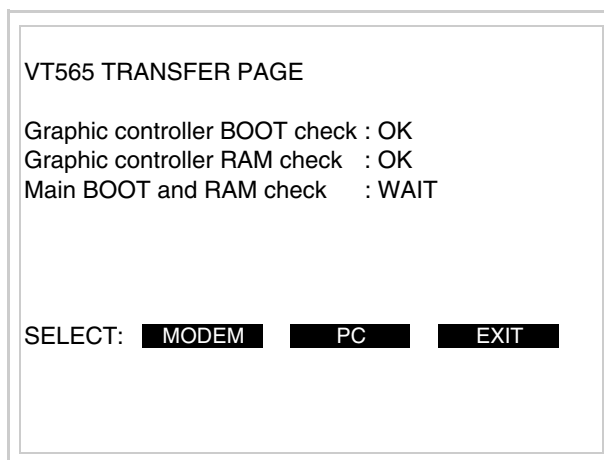 VT565 TRANSFER PAGE
Graphic controller BOOT check : OK
Graphic controller RAM check : OK
Main BOOT and RAM check : WAIT
SELECT: MODEM PC EXIT